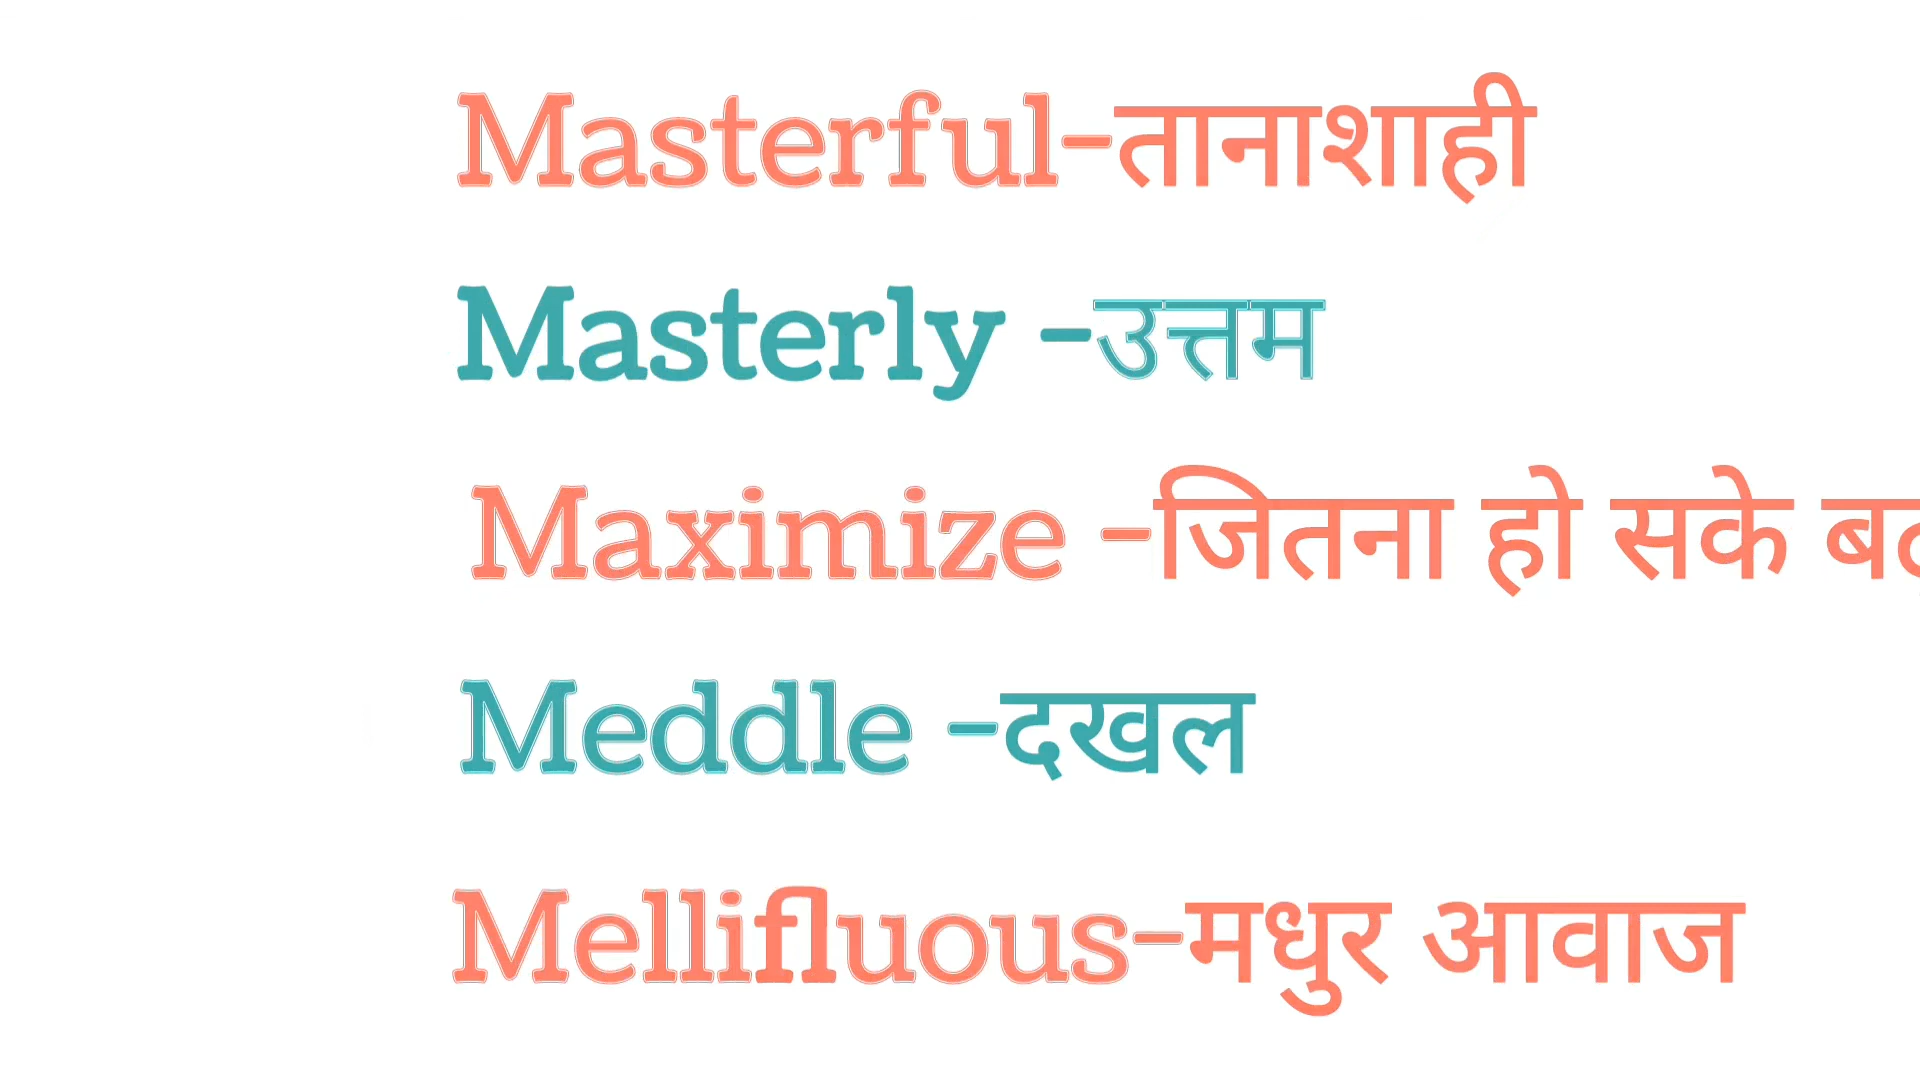 Masterful-तानाशाही
Masterly -उत्तम
Maximize -जितना हो सके
Meddle -दखल
Mellifluous-मधुर आवाज